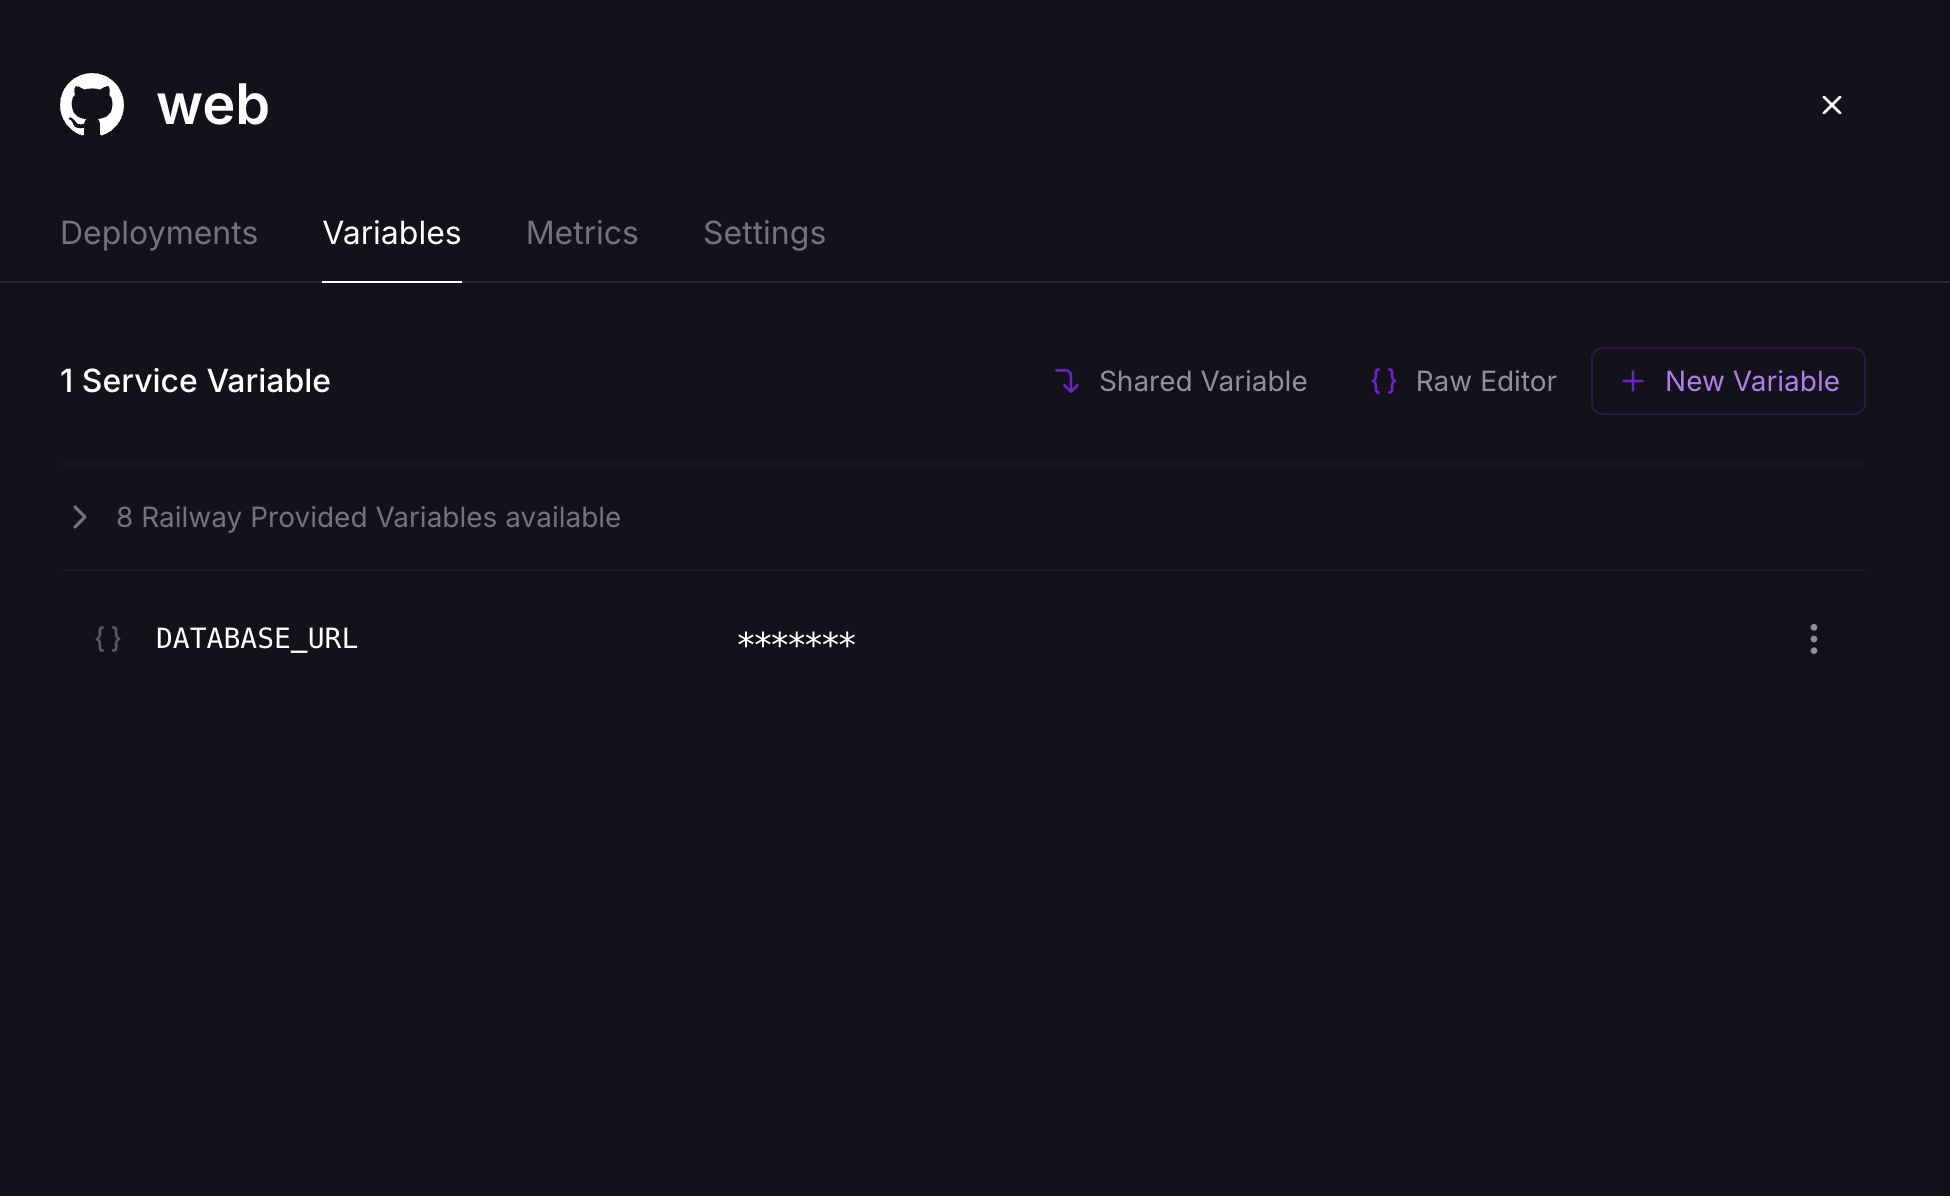 web
Deployments Variables Metrics Settings
1 Service Variable Shared Variable {} Raw Editor + New Variable
8 Railway Provided Variables available
{} DATABASE_URL *******